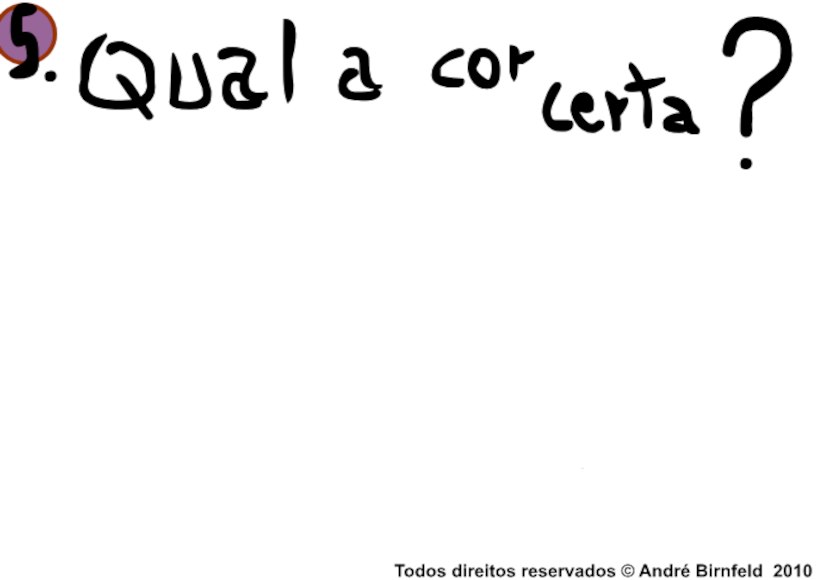 5. Qual a cor certa?
Todos direitos reservados © André Birnfeld 2010